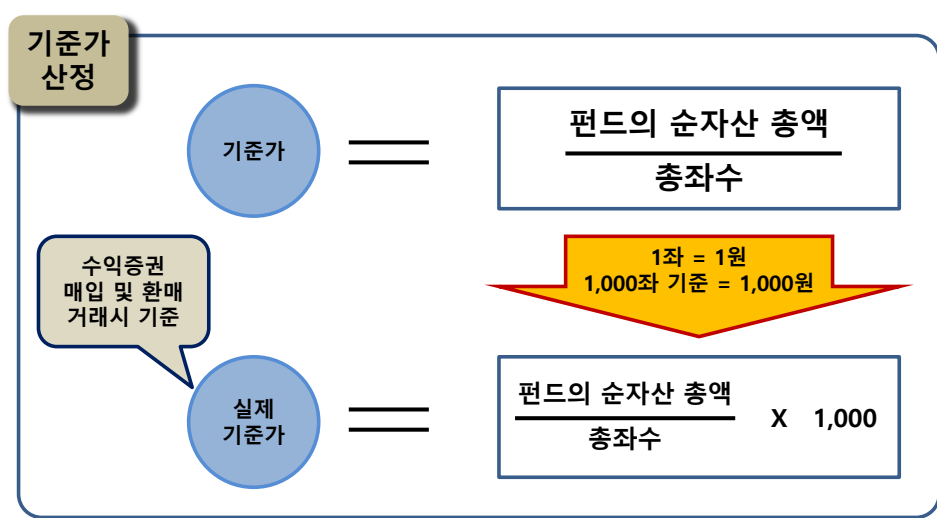 기준가
산정
기준가
펀드의 순자산 총액
총좌수
1좌 = 1원
1,000좌 기준 = 1,000원
수익증권
매입 및 환매
거래시 기준
실제
기준가
펀드의 순자산 총액
총좌수
X 1,000